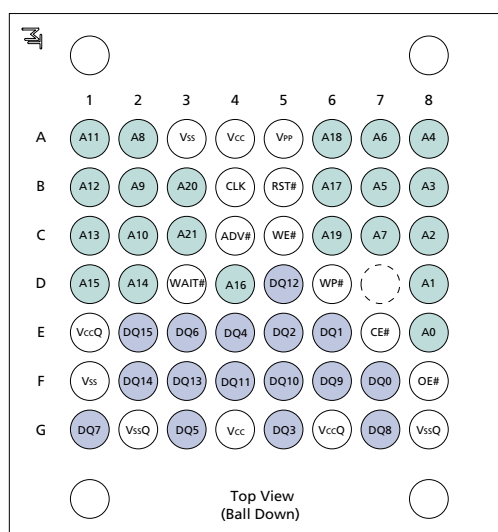 1 2 3 4 5 6 7 8
A A11 A8 Vss Vcc VPP A18 A6 A4
B A12 A9 A20 CLK RST# A17 A5 A3
C A13 A10 A21 ADV# WE# A19 A7 A2
D A15 A14 WAIT# A16 DQ12 WP# A1
E VccQ DQ15 DQ6 DQ4 DQ2 DQ1 CE# A0
F Vss DQ14 DQ13 DQ11 DQ10 DQ9 DQ0 OE#
G DQ7 VssQ DQ5 Vcc DQ3 VccQ DQ8 VssQ
Top View
(Ball Down)